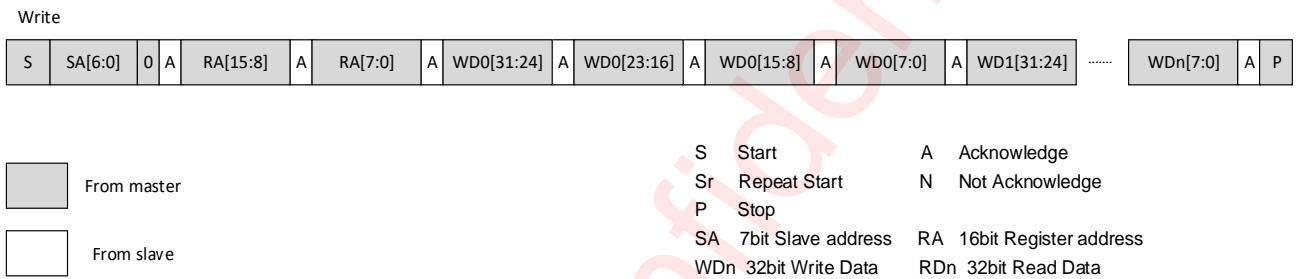 Write
S SA[6:0] 0 A RA[15:8] A RA[7:0] A WD0[31:24] A WD0[23:16] A WD0[15:8] A WD0[7:0] A WD1[31:24] ....... WDn[7:0] A P
S Start A Acknowledge
From master Sr Repeat Start N Not Acknowledge
P Stop
SA 7bit Slave address RA 16bit Register address
From slave WDn 32bit Write Data RDn 32bit Read Data